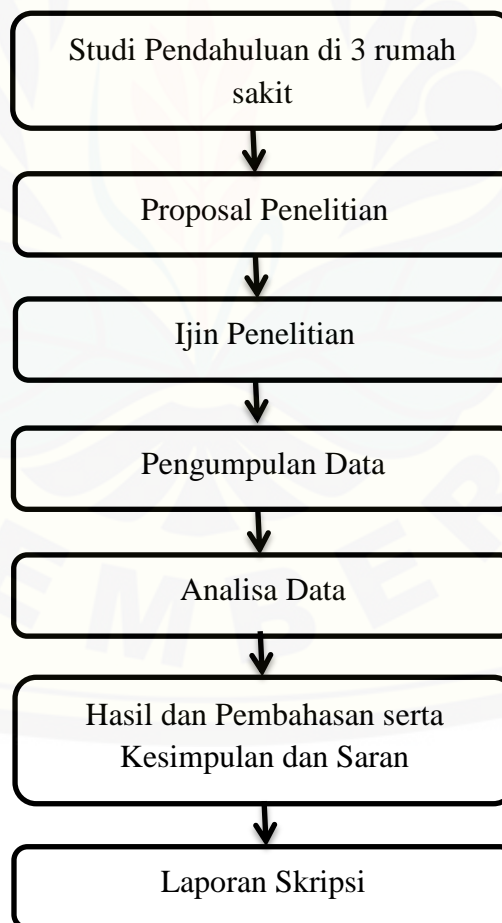 Studi Pendahuluan di 3 rumah
sakit
Proposal Penelitian
Ijin Penelitian
Pengumpulan Data
Analisa Data
Hasil dan Pembahasan serta
Kesimpulan dan Saran
Laporan Skripsi